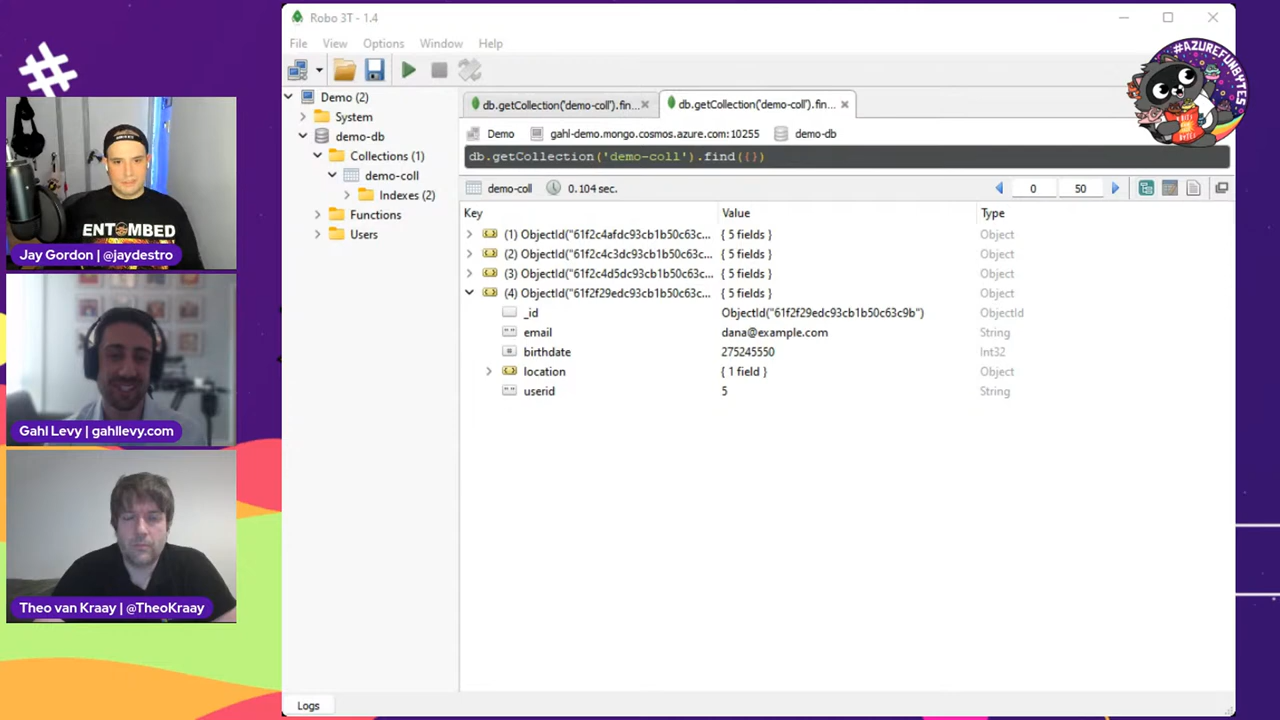 Robo 3T - 1.4
File View Options Window Help
#
#AZUREFUNBYTES
Demo (2)
System
demo-db
Collections (1)
demo-coll
Indexes (2)
Functions
Users
db.getCollection('demo-coll').fin...
db.getCollection('demo-coll').fin...
Demo gahl-demo.mongo.cosmos.azure.com:10255 demo-db
db.getCollection('demo-coll').find({})
demo-coll 0.104 sec. 0 50
Key Value Type
(1) ObjectId("61f2c4afdc93cb1b50c63c... { 5 fields } Object
(2) ObjectId("61f2c4c3dc93cb1b50c63c... { 5 fields } Object
(3) ObjectId("61f2c4d5dc93cb1b50c63c... { 5 fields } Object
(4) ObjectId("61f2f29edc93cb1b50c63c... { 5 fields } Object
_id ObjectId("61f2f29edc93cb1b50c63c9b") ObjectId
email dana@example.com String
birthdate 275245550 Int32
location { 1 field } Object
userid 5 String
Logs
ENTOMBED
Jay Gordon | @jaydestro
Gahl Levy | gahllevy.com
Theo van Kraay | @TheoKraay